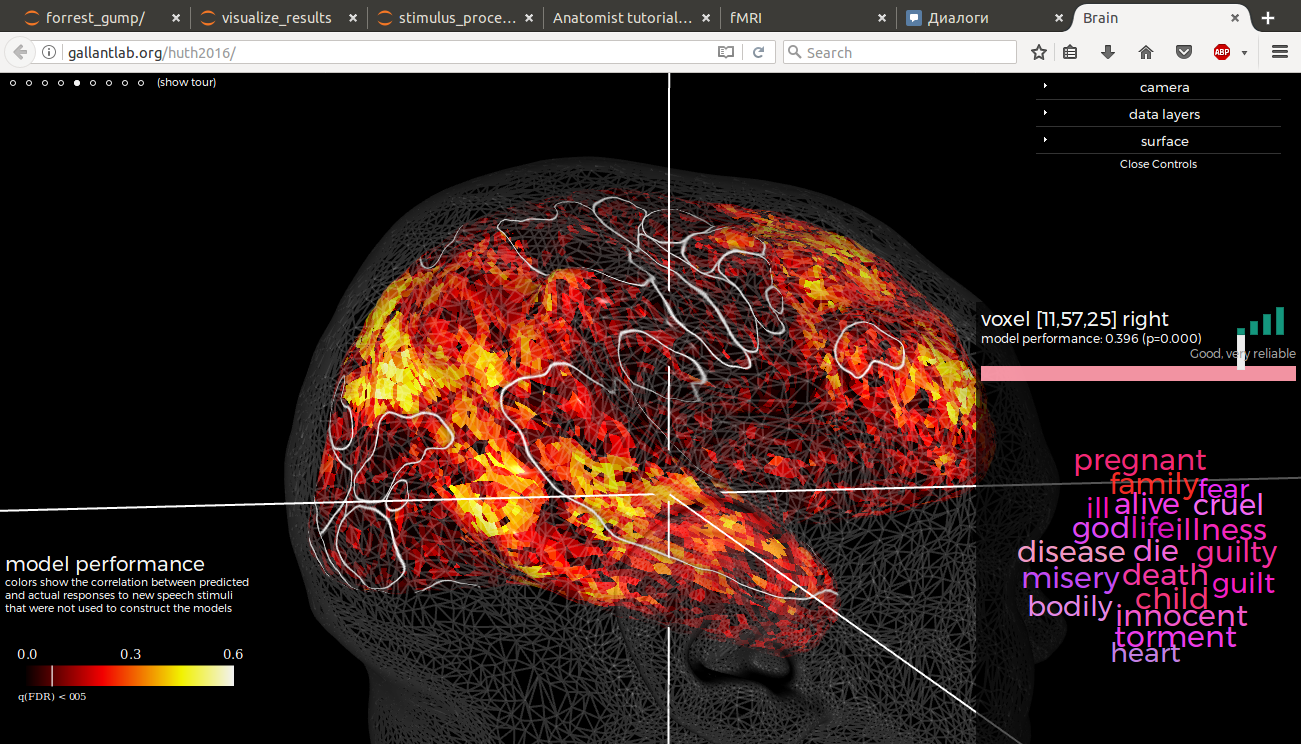 forrest_gump/
visualize_results
stimulus_proce...
Anatomist tutorial...
fMRI
Диалоги
Brain
gallantlab.org/huth2016/
Search
ABP
(show tour)
camera
data layers
surface
Close Controls
voxel [11,57,25] right
model performance: 0.396 (p=0.000)
Good, very reliable
pregnant
family fear
ill alive cruel
god life illness
disease die guilty
misery death guilt
bodily child
innocent
torment
heart
model performance
colors show the correlation between predicted
and actual responses to new speech stimuli
that were not used to construct the models
0.0 0.3 0.6
q(FDR) < 005